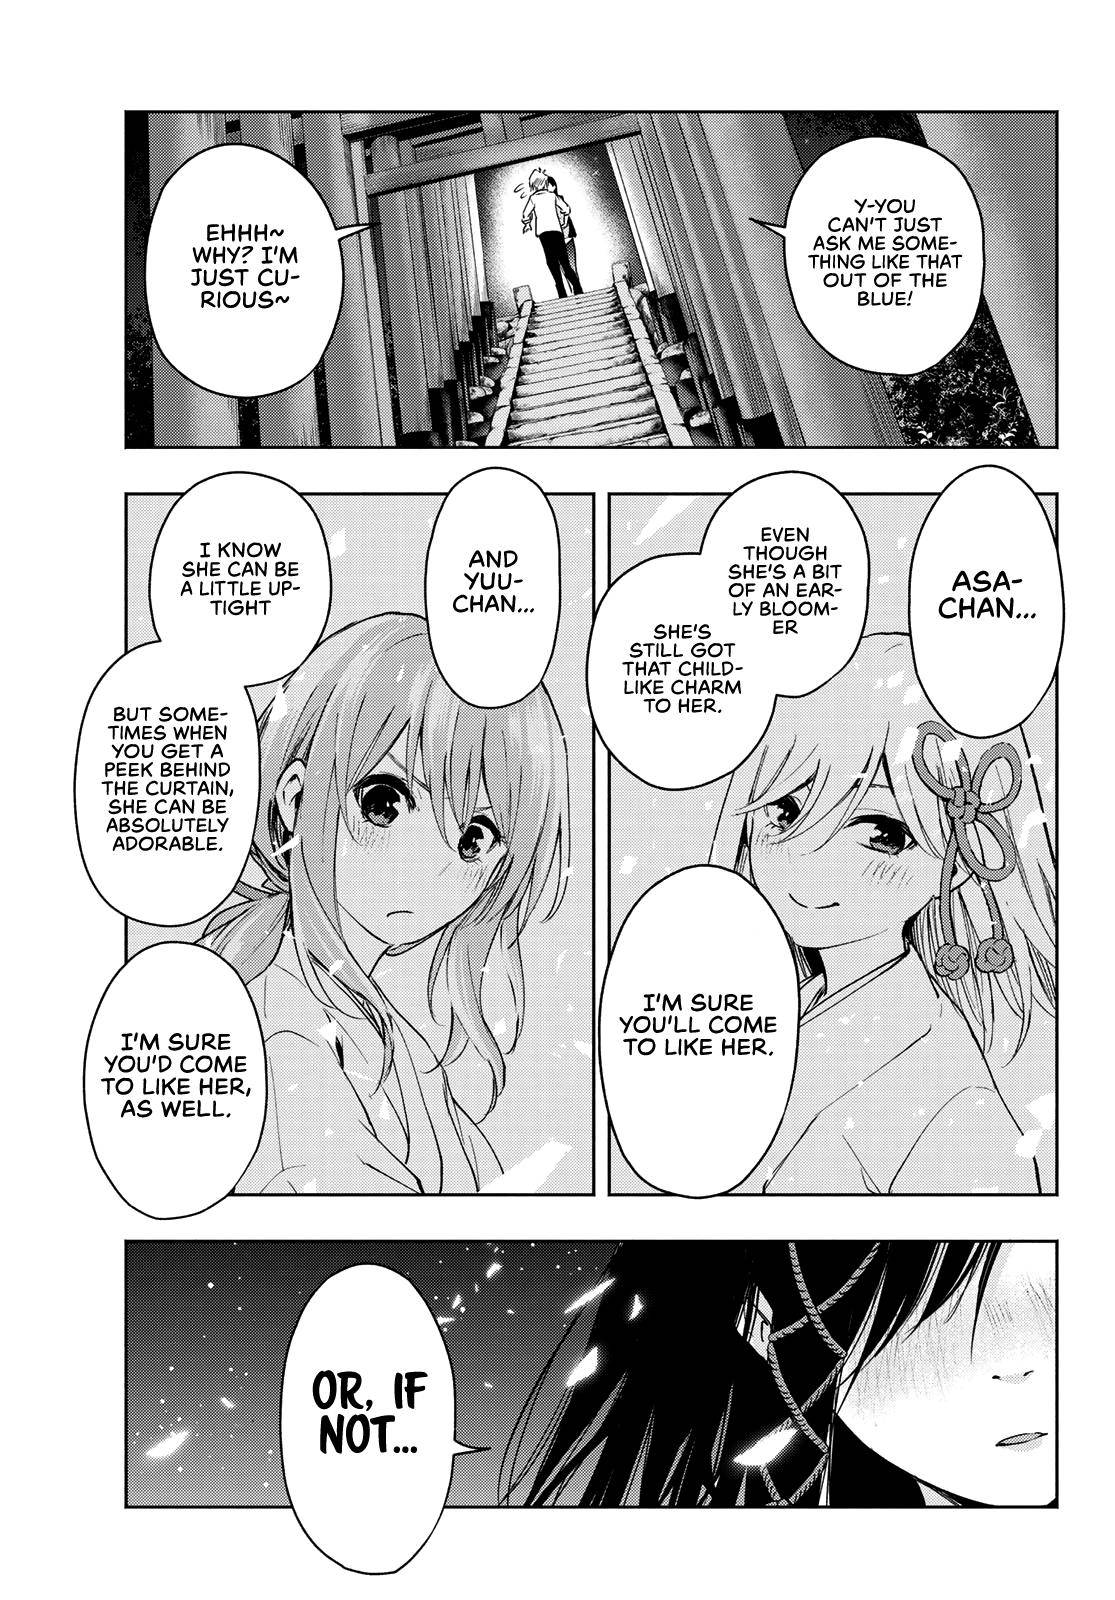 Y-YOU
CAN'T JUST
ASK ME SOME-
THING LIKE THAT
OUT OF THE
BLUE!
EHHH~
WHY? I'M
JUST CU-
RIOUS~
ASA-
CHAN...
EVEN
THOUGH
SHE'S A BIT
OF AN EAR-
LY BLOOM-
ER
SHE'S
STILL GOT
THAT CHILD-
LIKE CHARM
TO HER.
I'M SURE
YOU'LL COME
TO LIKE HER.
AND
YUU-
CHAN...
I KNOW
SHE CAN BE
A LITTLE UP-
TIGHT
BUT SOME-
TIMES WHEN
YOU GET A
PEEK BEHIND
THE CURTAIN,
SHE CAN BE
ABSOLUTELY
ADORABLE.
I'M SURE
YOU'D COME
TO LIKE HER,
AS WELL.
OR, IF
NOT...